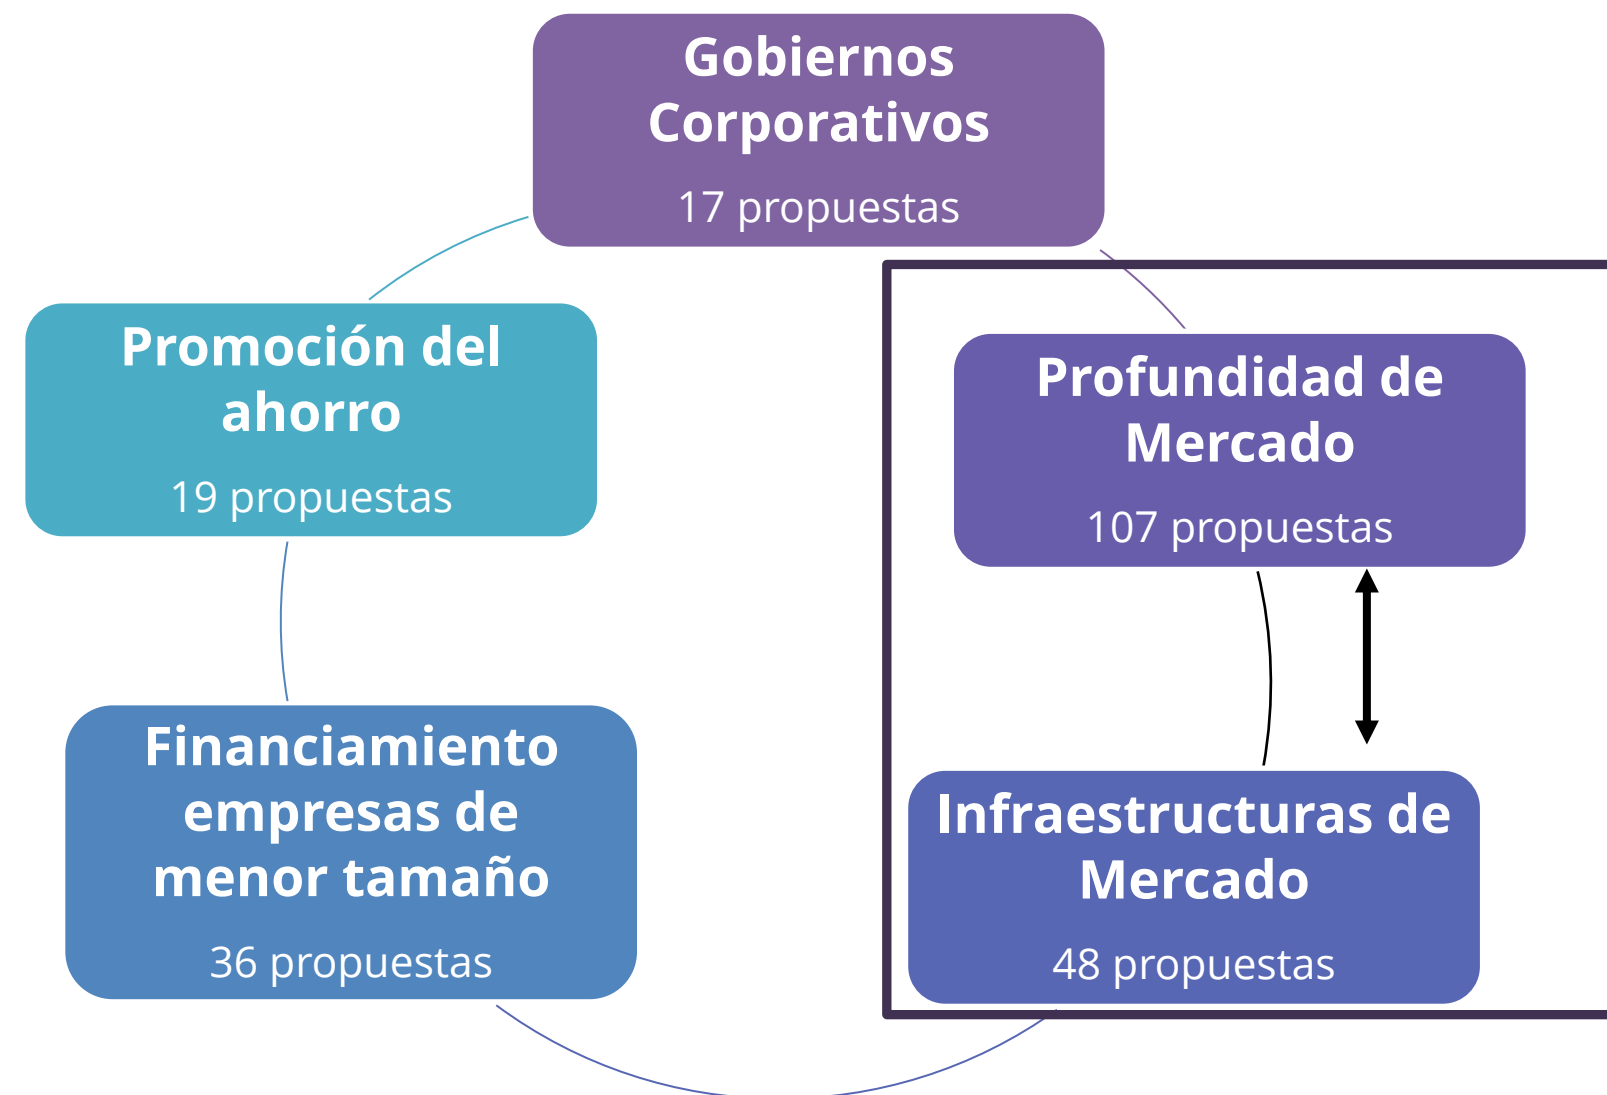 Gobiernos
Corporativos
17 propuestas
Promoción del
ahorro
19 propuestas
Profundidad de
Mercado
107 propuestas
Financiamiento
empresas de
menor tamaño
36 propuestas
Infraestructuras de
Mercado
48 propuestas